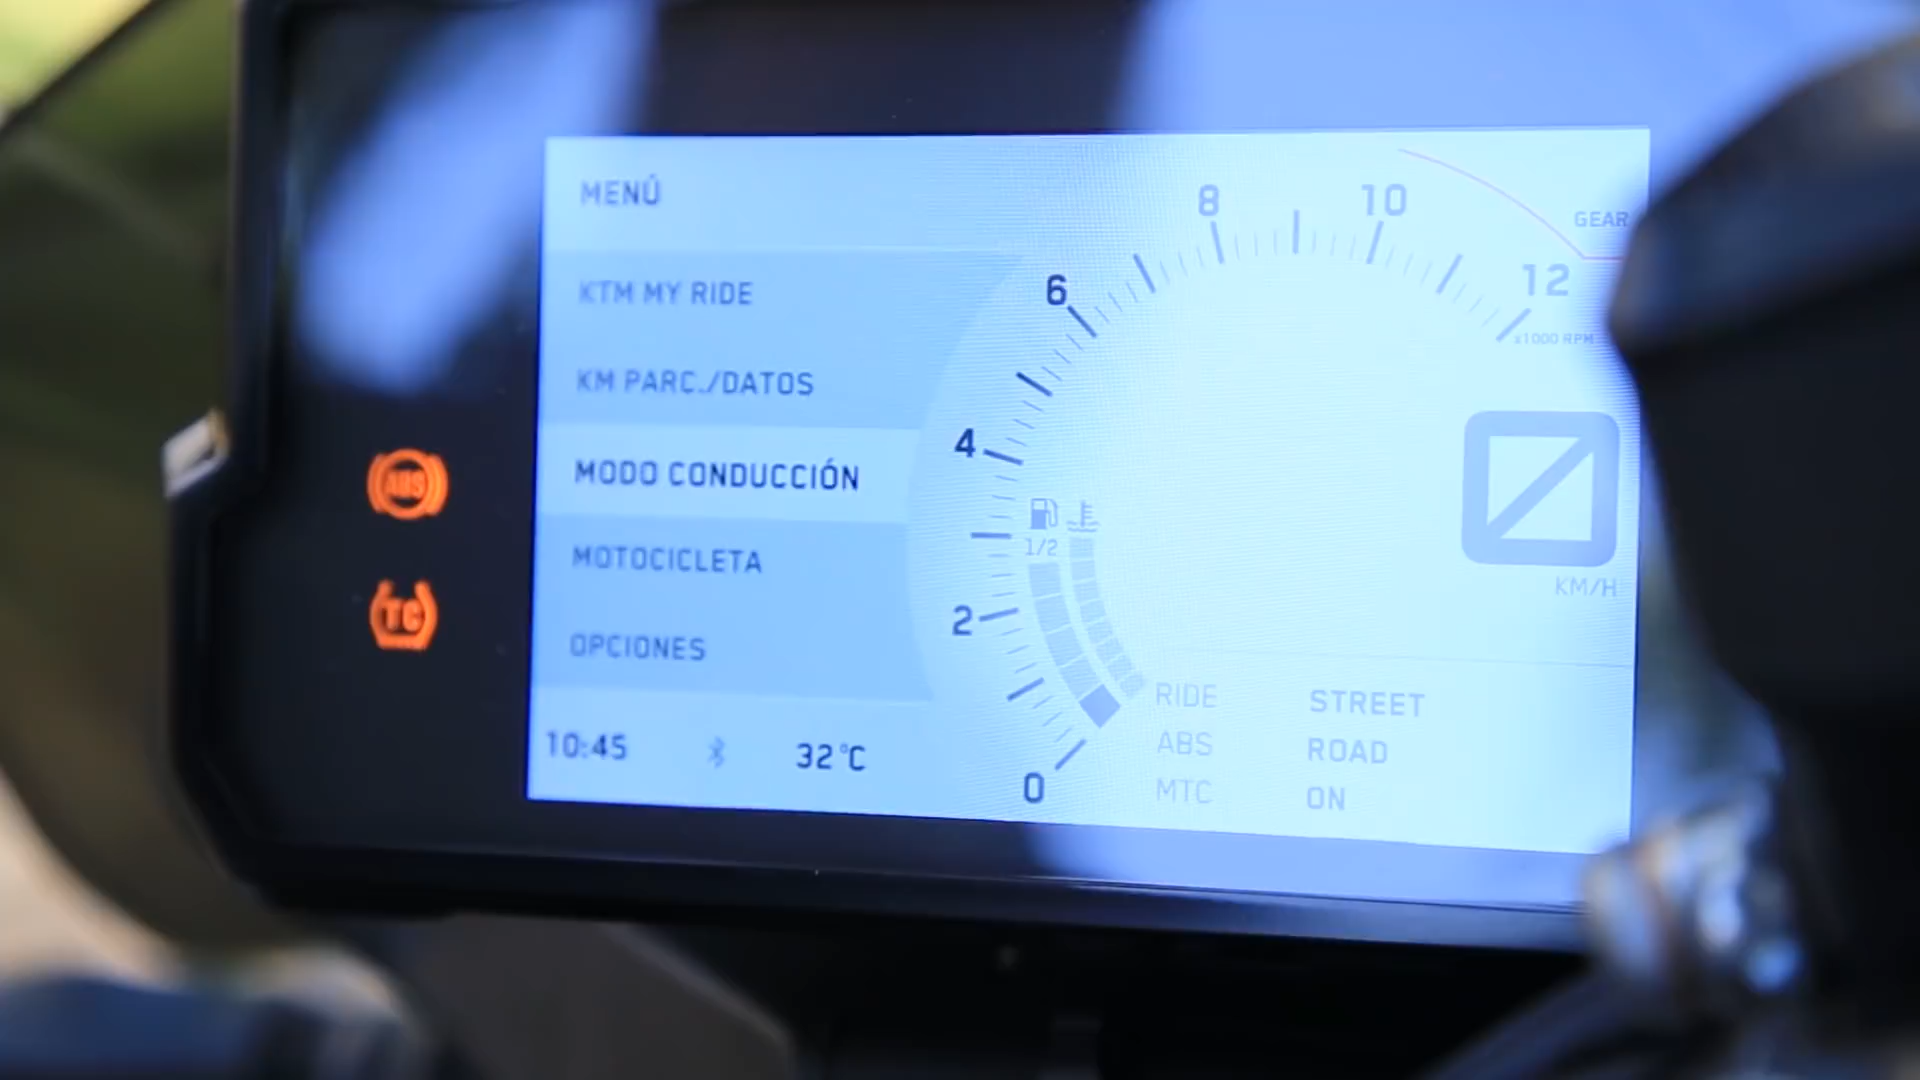 MENÚ
KTM MY RIDE
KM PARC./DATOS
MODO CONDUCCIÓN
MOTOCICLETA
OPCIONES
10:45
32°C
ABS
TC
0
2
4
6
8
10
12
x1000 RPM
GEAR
1/2
KM/H
RIDE STREET
ABS ROAD
MTC ON